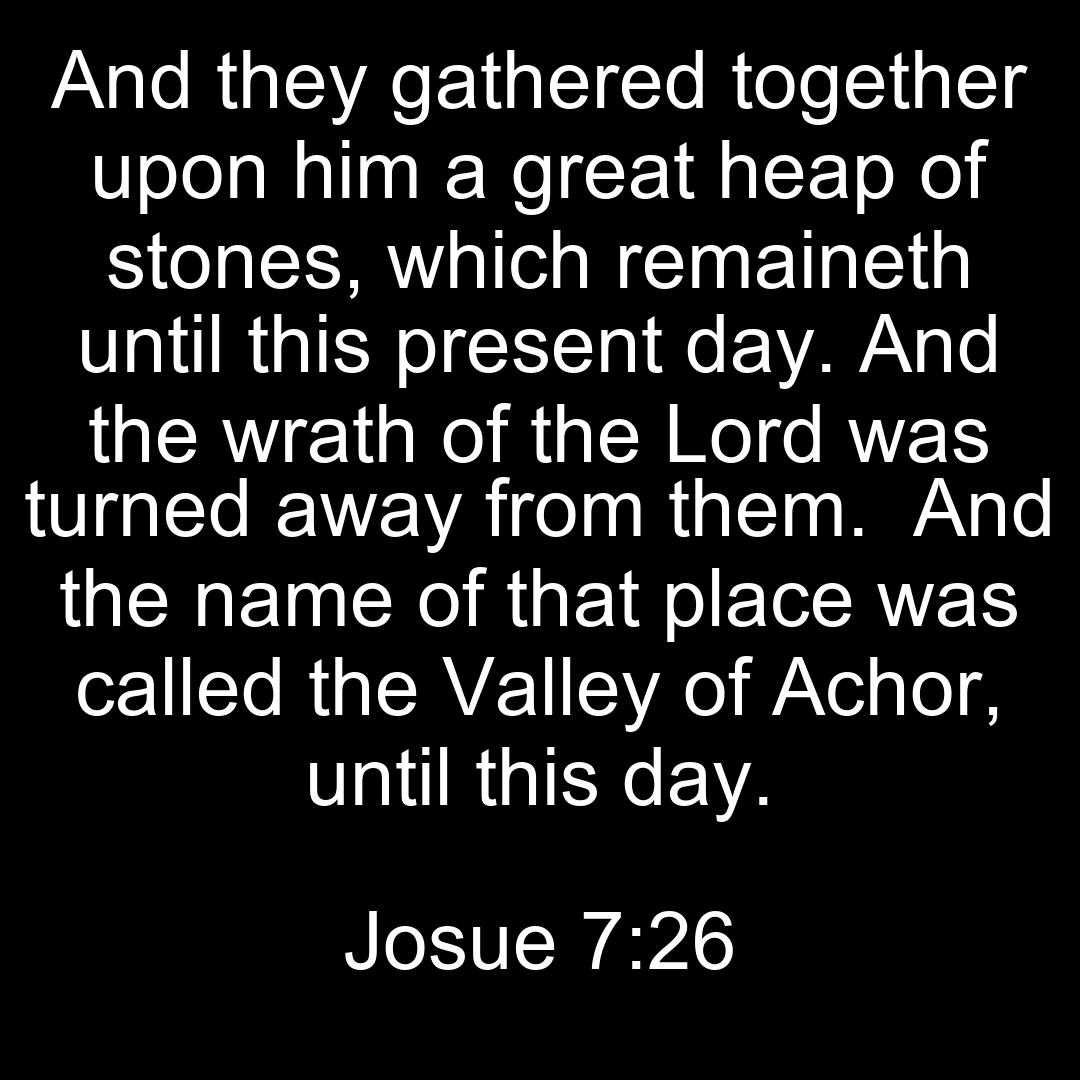 And they gathered together
upon him a great heap of
stones, which remaineth
until this present day. And
the wrath of the Lord was
turned away from them.  And
the name of that place was
called the Valley of Achor,
until this day.
Josue 7:26